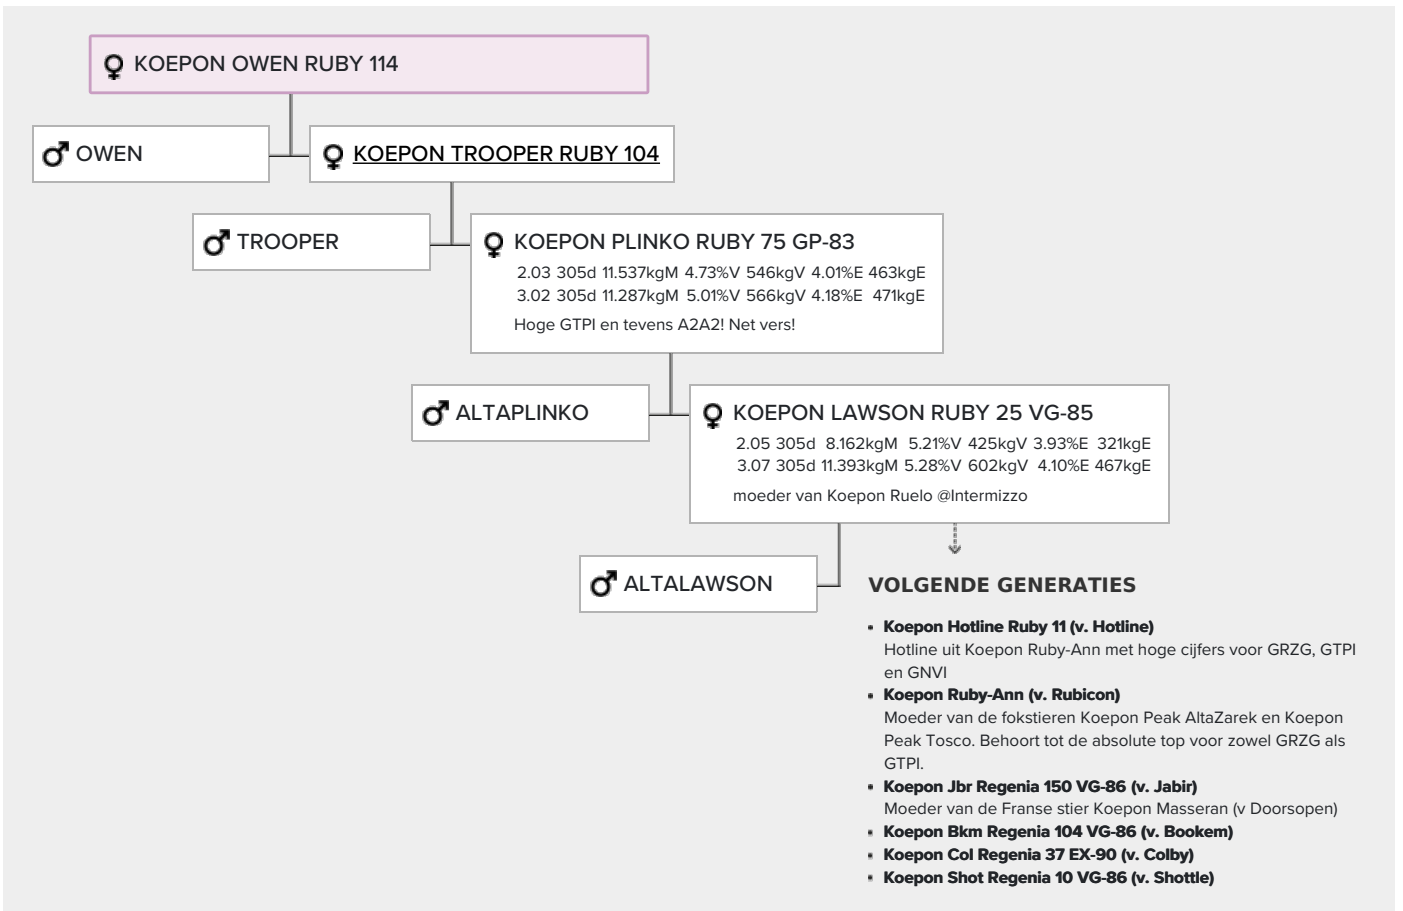 KOEPON OWEN RUBY 114
OWEN
KOEPON TROOPER RUBY 104
TROOPER
KOEPON PLINKO RUBY 75 GP-83
2.03 305d 11.537kgM 4.73%V 546kgV 4.01%E 463kgE
3.02 305d 11.287kgM 5.01%V 566kgV 4.18%E 471kgE
Hoge GTPI en tevens A2A2! Net vers!
ALTAPLINKO
KOEPON LAWSON RUBY 25 VG-85
2.05 305d 8.162kgM 5.21%V 425kgV 3.93%E 321kgE
3.07 305d 11.393kgM 5.28%V 602kgV 4.10%E 467kgE
moeder van Koepon Ruelo @Intermizzo
ALTALAWSON
VOLGENDE GENERATIES
• Koepon Hotline Ruby 11 (v. Hotline)
Hotline uit Koepon Ruby-Ann met hoge cijfers voor GRZG, GTPI
en GNVI
• Koepon Ruby-Ann (v. Rubicon)
Moeder van de fokstieren Koepon Peak AltaZarek en Koepon
Peak Tosco. Behoort tot de absolute top voor zowel GRZG als
GTPI.
• Koepon Jbr Regenia 150 VG-86 (v. Jabir)
Moeder van de Franse stier Koepon Masseran (v Doorsopen)
• Koepon Bkm Regenia 104 VG-86 (v. Bookem)
• Koepon Col Regenia 37 EX-90 (v. Colby)
• Koepon Shot Regenia 10 VG-86 (v. Shottle)